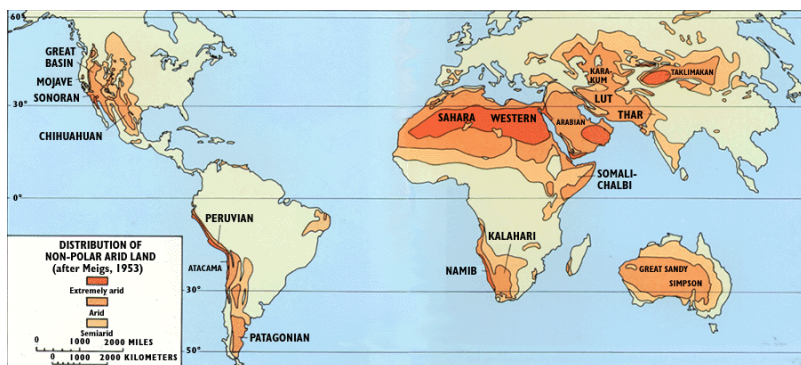 60°
GREAT
BASIN
MOJAVE
SONORAN
30°
CHIHUAHUAN
KARA-
KUM
TAKLIMAKAN
LUT
THAR
SAHARA
WESTERN
ARABIAN
SOMALI-
CHALBI
0°
PERUVIAN
ATACAMA
KALAHARI
NAMIB
GREAT SANDY
SIMPSON
30°
PATAGONIAN
50°
DISTRIBUTION OF
NON-POLAR ARID LAND
(after Meigs, 1953)
Extremely arid
Arid
Semiarid
0 1000 2000 MILES
0 1000 2000 KILOMETERS